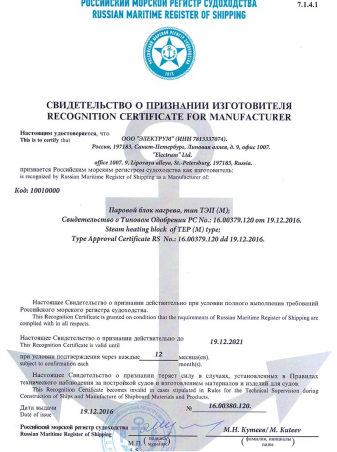 РОССИЙСКИЙ МОРСКОЙ РЕГИСТР СУДОХОДСТВА
7.1.4.1
RUSSIAN MARITIME REGISTER OF SHIPPING
СВИДЕТЕЛЬСТВО О ПРИЗНАНИИ ИЗГОТОВИТЕЛЯ
RECOGNITION CERTIFICATE FOR MANUFACTURER
Настоящим удостоверяется, что
This is to certify that
ООО "ЭЛЕКТРУМ" (ИНН 7813337074).
Россия, 197183, Санкт-Петербург, Липовая аллея, д. 9, офис 1007.
"Electrum" Ltd.
office 1007, 9, Lipovaya alleya, St.-Petersburg, 197183, Russia.
признается Российским морским регистром судоходства как изготовитель:
is recognized by Russian Maritime Register of Shipping as a Manufacturer of:
Код: 10010000
Паровой блок нагрева, тип ТЭП (М);
Свидетельство о Типовом Одобрении РС No.: 16.00379.120 от 19.12.2016.
Steam heating block of TEP (M) type;
Type Approval Certificate RS No.: 16.00379.120 dd 19.12.2016.
Настоящее Свидетельство о признании действительно при условии полного выполнения требований
Российского морского регистра судоходства.
This Recognition Certificate is granted on condition that the requirements of Russian Maritime Register of Shipping are
complied with in all respects.
Настоящее Свидетельство о признании действительно до
19.12.2021
This Recognition Certificate is valid until
при условии подтверждения через каждые 12 месяца(ев).
subject to confirmation each month(s).
Настоящее Свидетельство о признании теряет силу в случаях, установленных в Правилах
технического наблюдения за постройкой судов и изготовлением материалов и изделий для судов.
This Recognition Certificate becomes invalid in cases stipulated in Rules for the Technical Supervision during
Construction of Ships and Manufacture of Shipboard Materials and Products.
Дата выдачи
19.12.2016
№ 16.00380.120.
Date of issue
Российский морской регистр судоходства
Russian Maritime Register of Shipping
М.Н. Кутеев/ M. Kuteev
М.П.
(подпись)
(фамилия, инициалы)